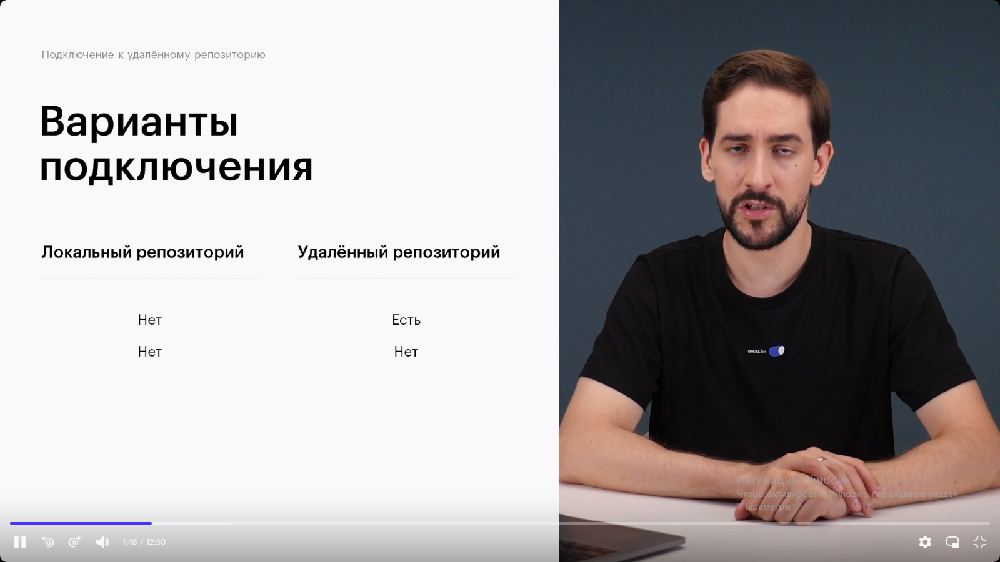 Подключение к удалённому репозиторию
Варианты
подключения
Локальный репозиторий
Удалённый репозиторий
Нет
Есть
Нет
Нет
ОНЛАЙН
Активация Windows
Чтобы активировать Windows, перейдите в раздел
"Параметры".
10
10
1:48 / 12:30